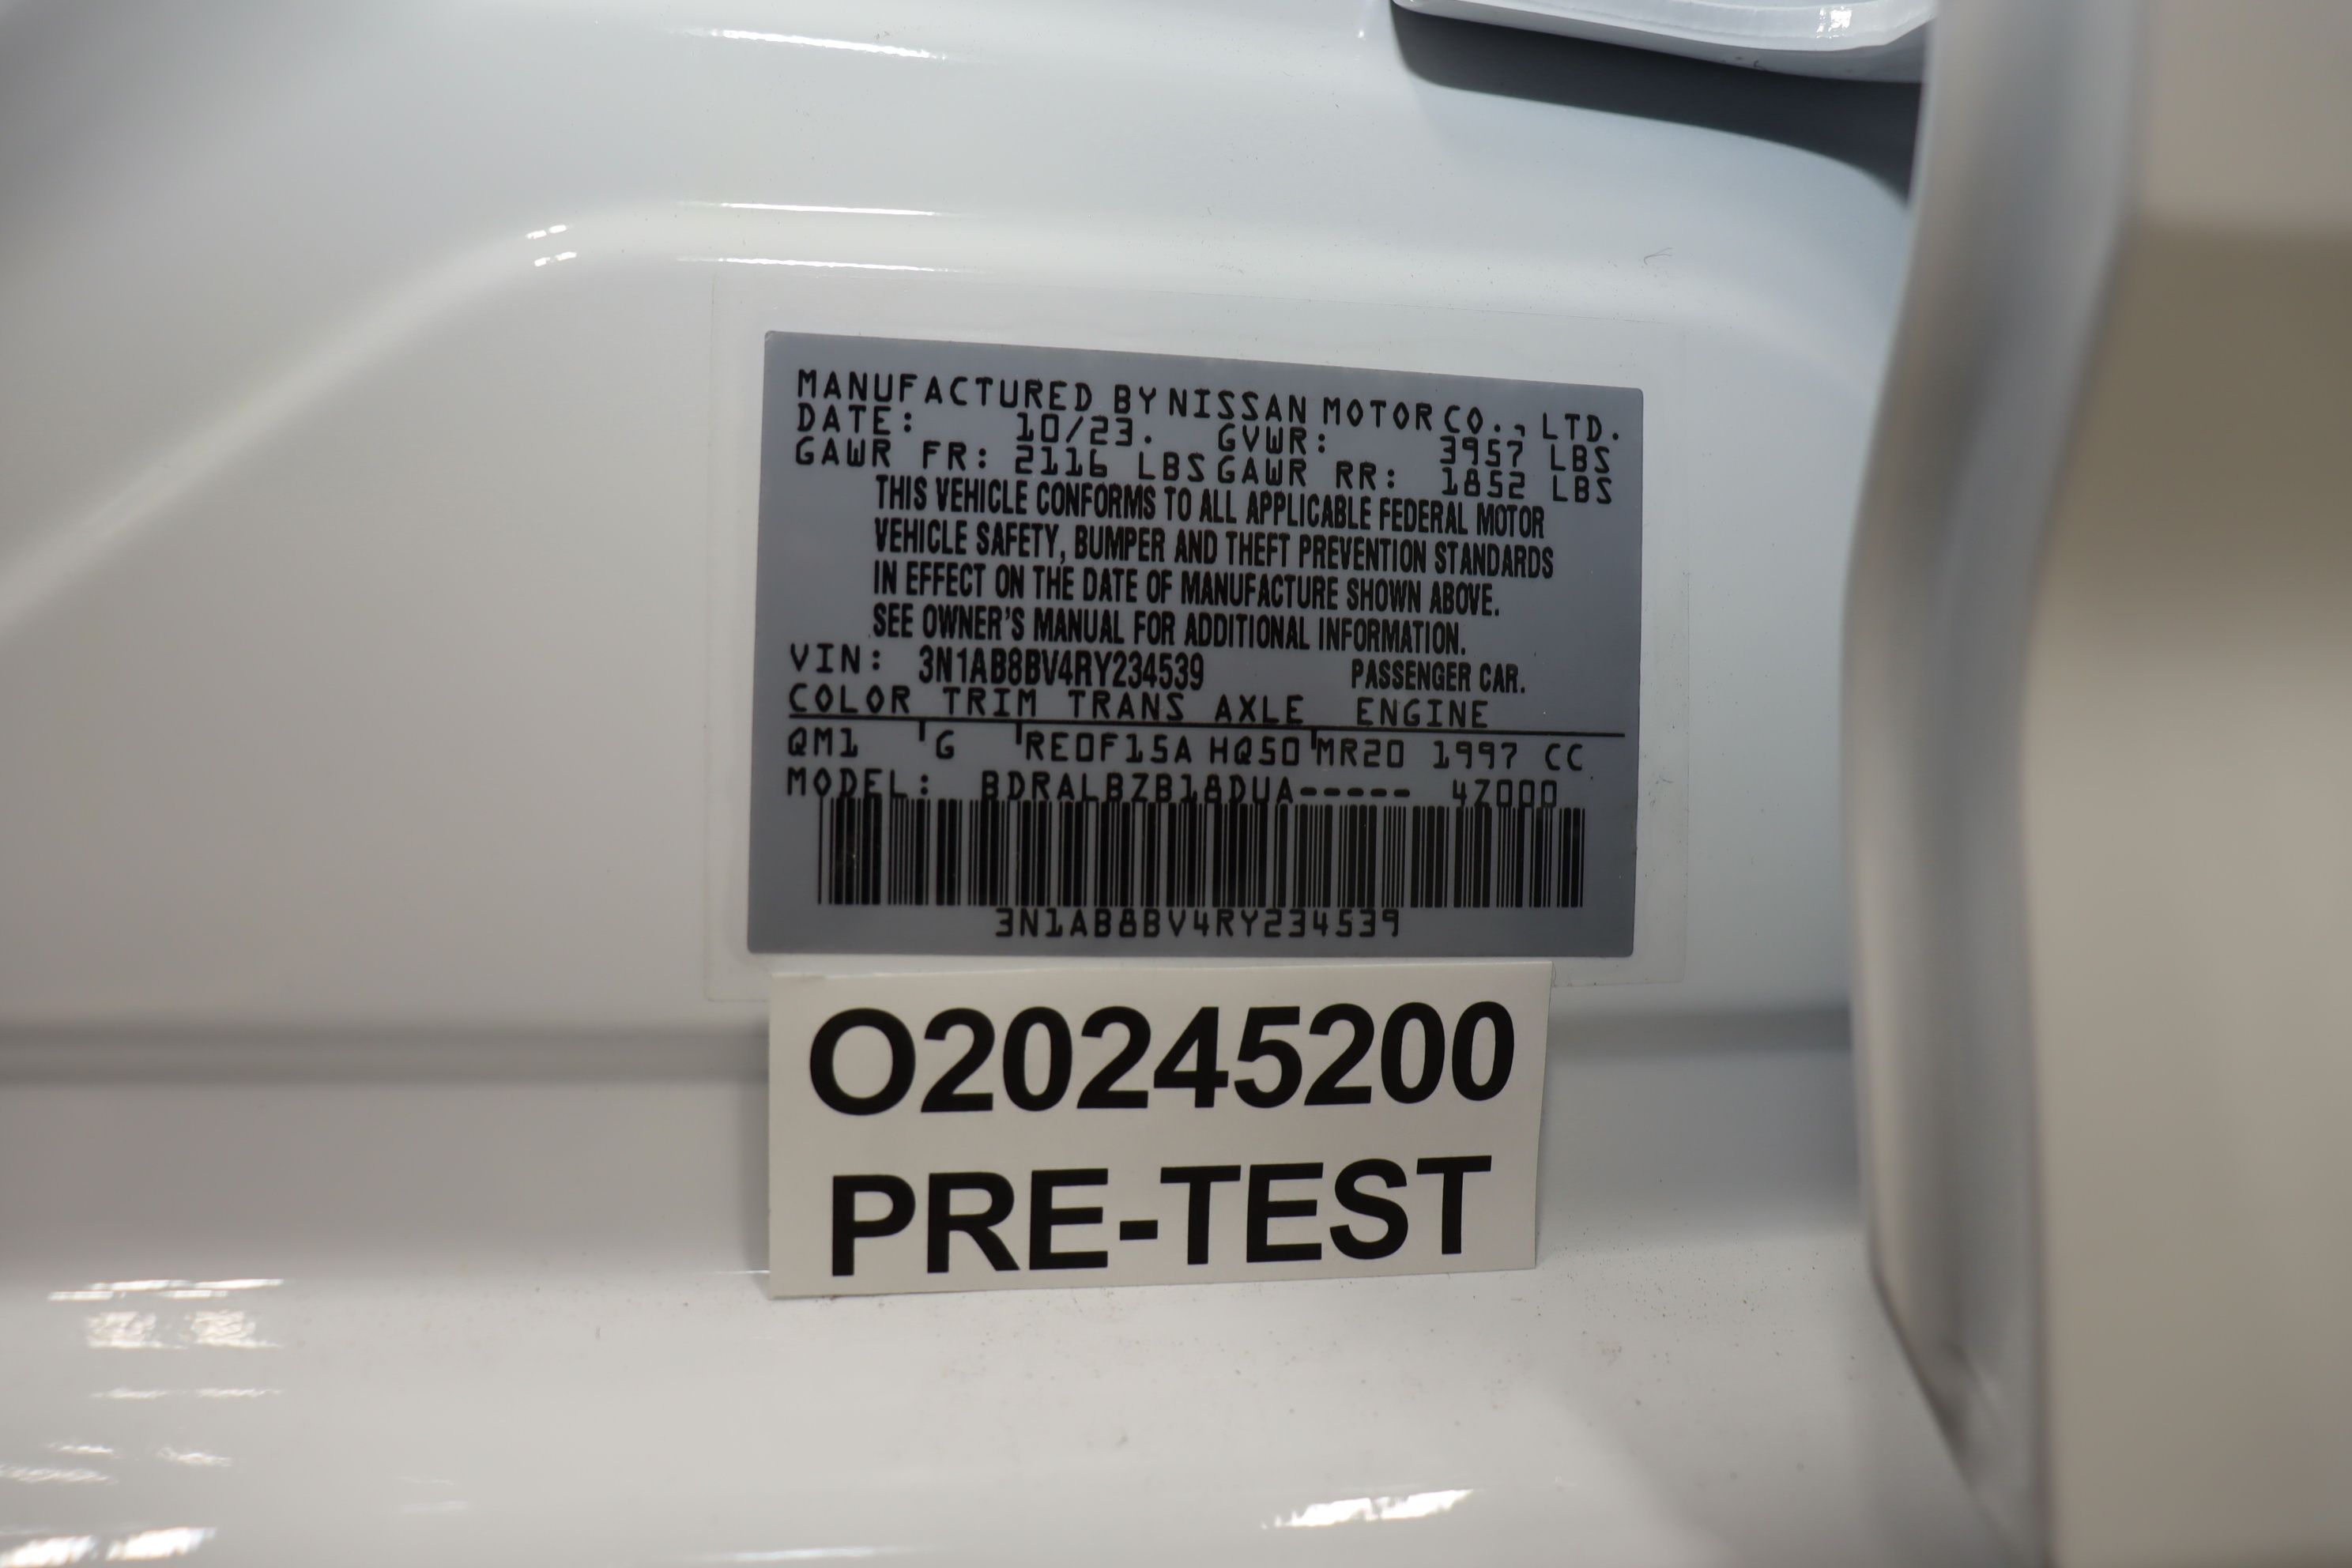 MANUFACTURED BY NISSAN MOTOR CO., LTD.
DATE: 10/23. GVWR: 3957 LBS
GAWR FR: 2116 LBS GAWR RR: 1852 LBS
THIS VEHICLE CONFORMS TO ALL APPLICABLE FEDERAL MOTOR
VEHICLE SAFETY, BUMPER AND THEFT PREVENTION STANDARDS
IN EFFECT ON THE DATE OF MANUFACTURE SHOWN ABOVE.
SEE OWNER'S MANUAL FOR ADDITIONAL INFORMATION.
VIN: 3N1AB8BV4RY234539 PASSENGER CAR.
COLOR TRIM TRANS AXLE ENGINE
QM1 G RE0F15A HQ50 MR20 1997 CC
MODEL: BDRALBZB18DUA----- 4Z000
3N1AB8BV4RY234539
O20245200
PRE-TEST